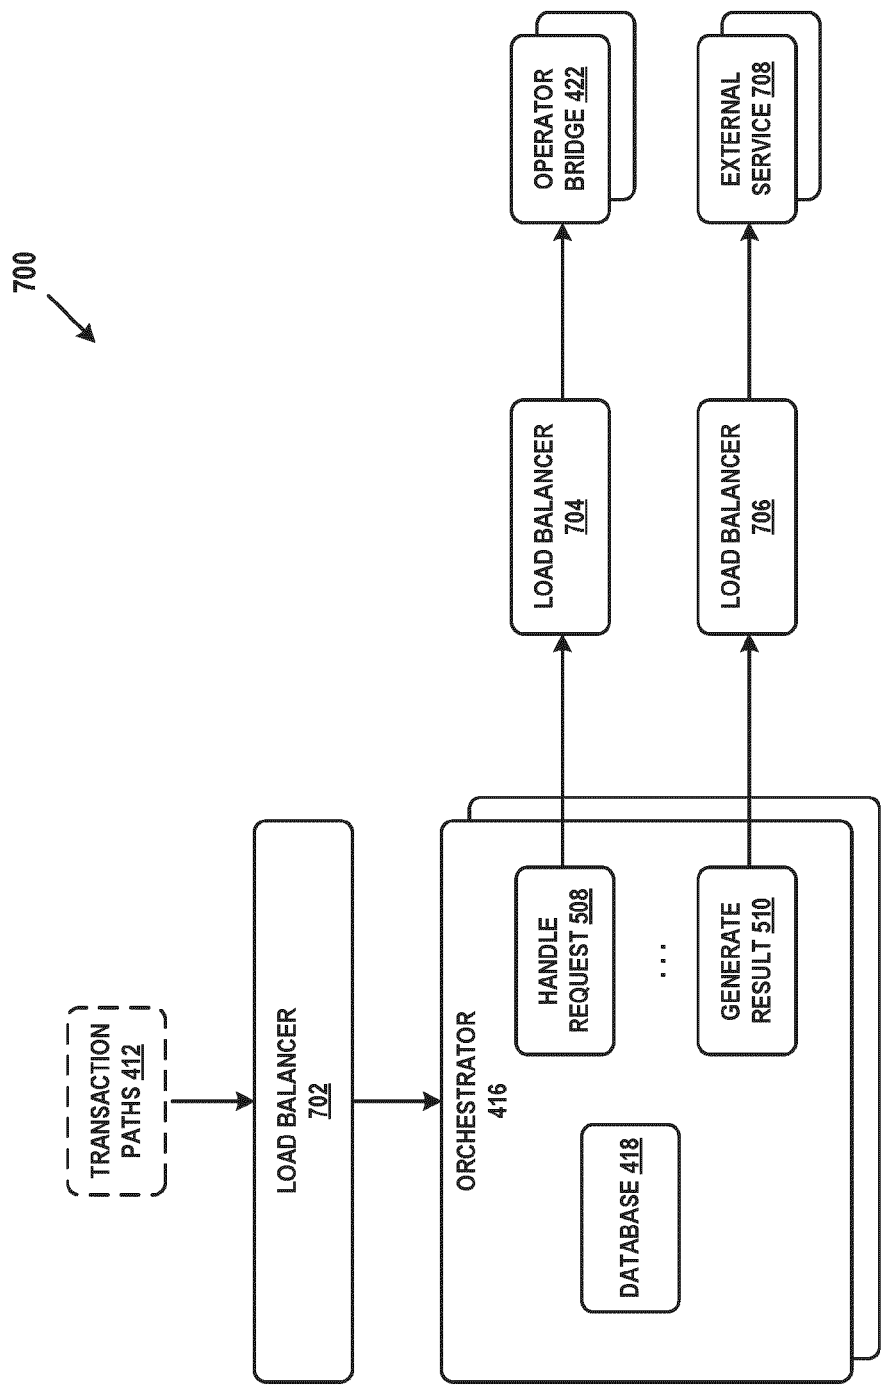 700
TRANSACTION
PATHS 412
LOAD BALANCER
702
ORCHESTRATOR
416
DATABASE 418
HANDLE
REQUEST 508
...
GENERATE
RESULT 510
LOAD BALANCER
704
LOAD BALANCER
706
OPERATOR
BRIDGE 422
EXTERNAL
SERVICE 708